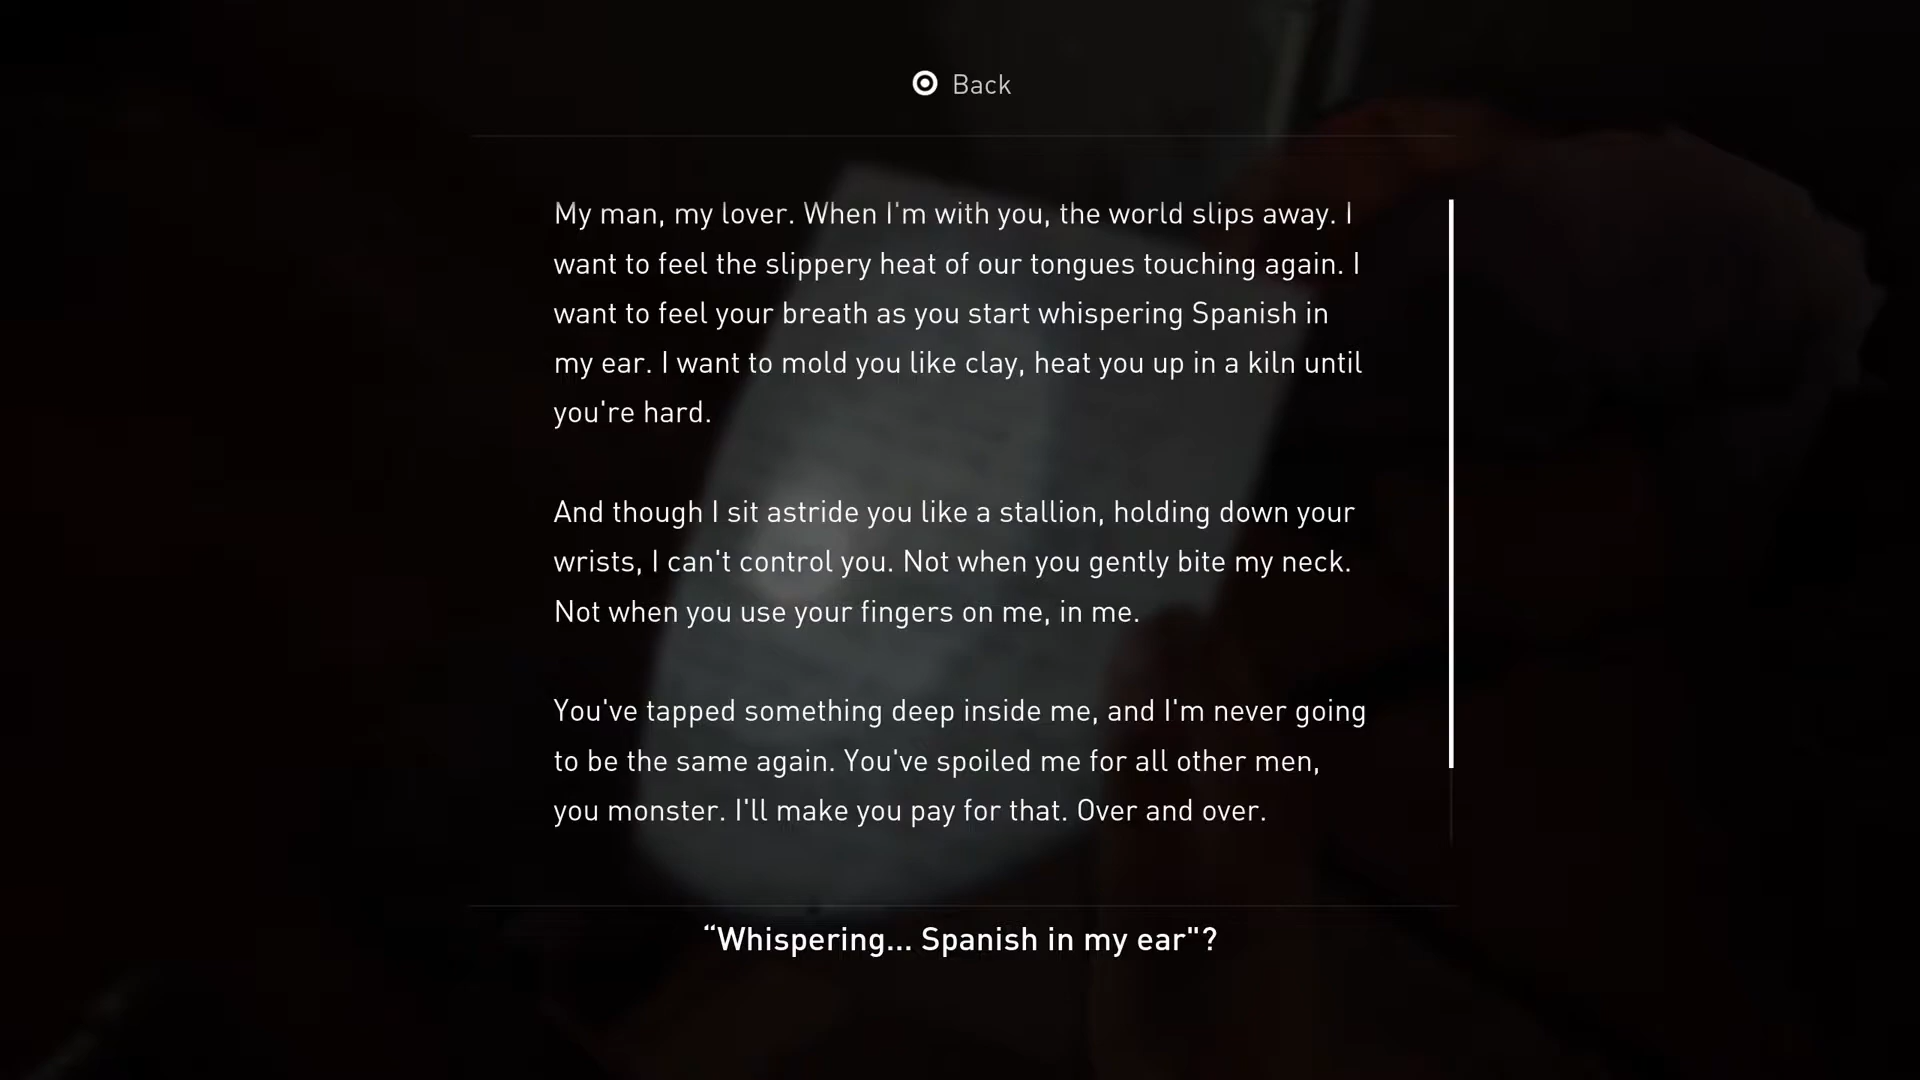 Back
My man, my lover. When I'm with you, the world slips away. I
want to feel the slippery heat of our tongues touching again. I
want to feel your breath as you start whispering Spanish in
my ear. I want to mold you like clay, heat you up in a kiln until
you're hard.
And though I sit astride you like a stallion, holding down your
wrists, I can't control you. Not when you gently bite my neck.
Not when you use your fingers on me, in me.
You've tapped something deep inside me, and I'm never going
to be the same again. You've spoiled me for all other men,
you monster. I'll make you pay for that. Over and over.
“Whispering... Spanish in my ear"?